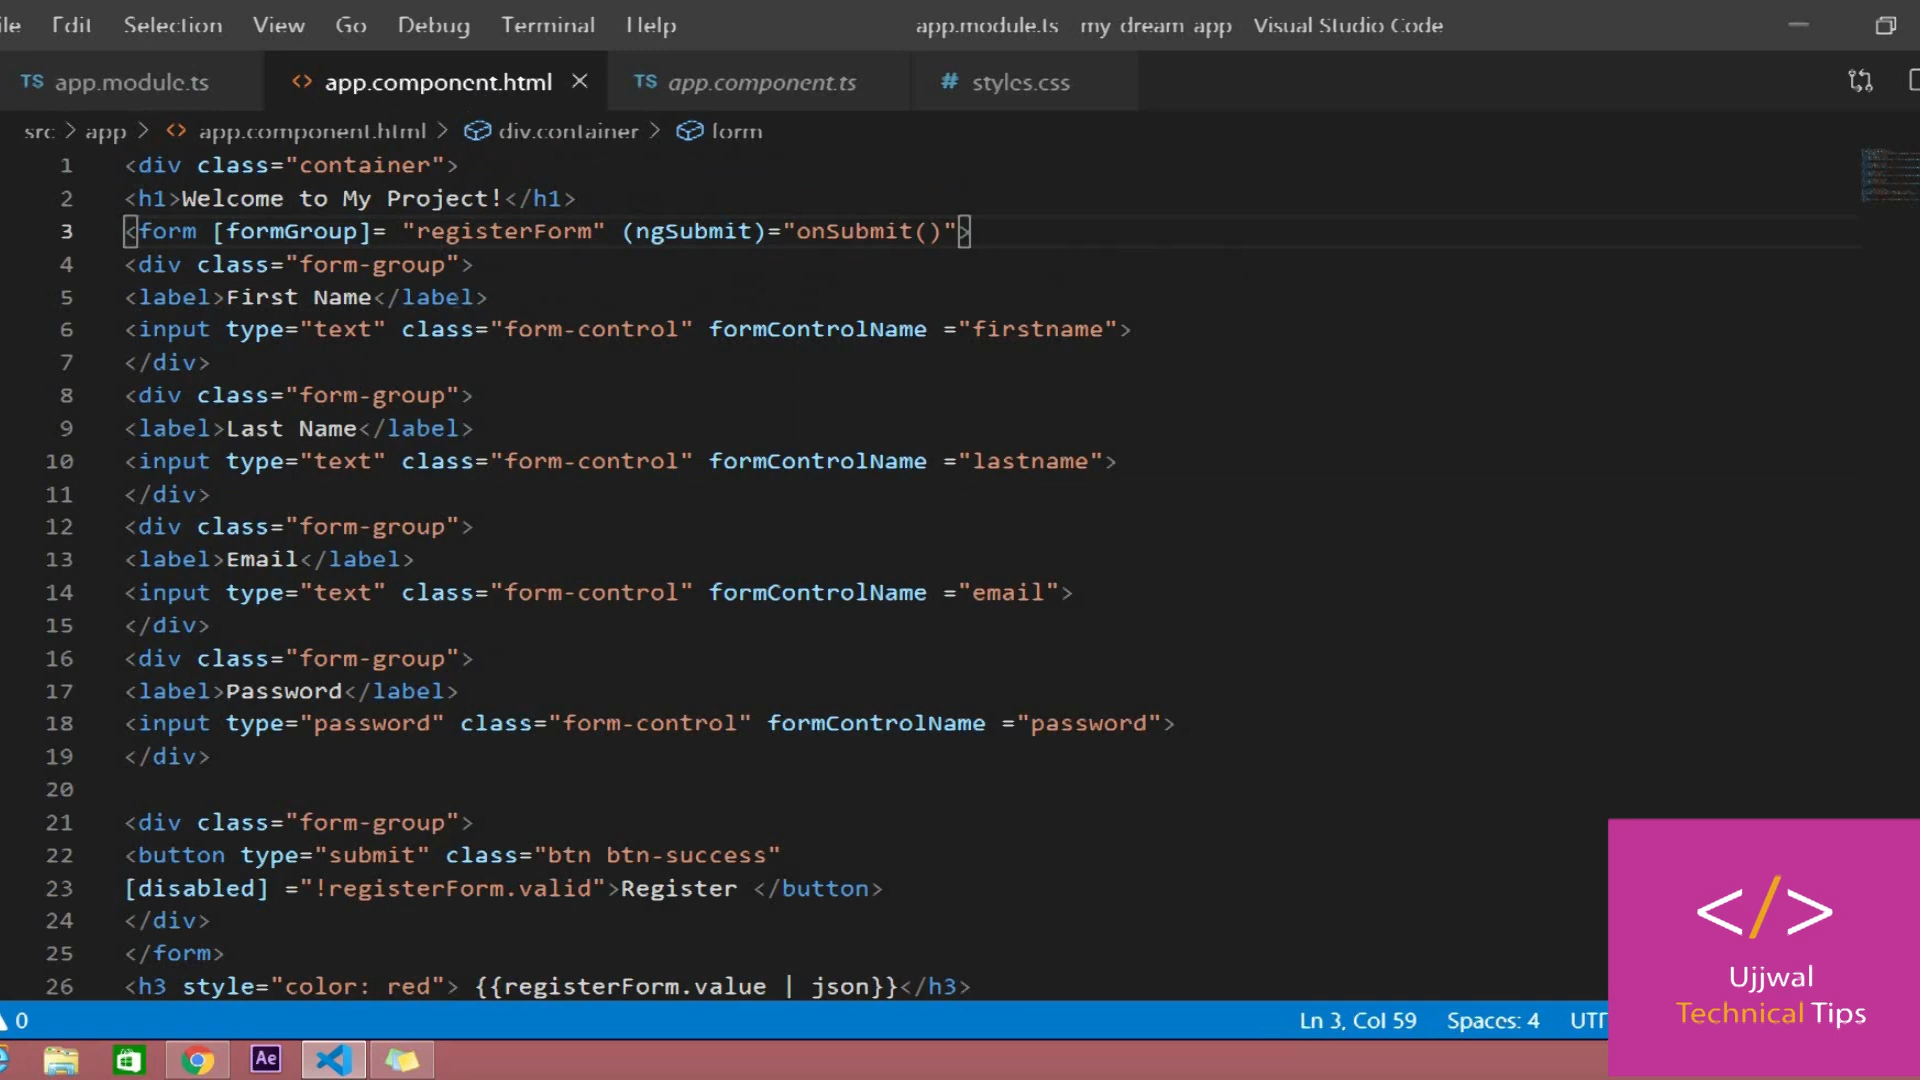 ile Edit Selection View Go Debug Terminal Help app.module.ts my dream app Visual Studio Code
TS app.module.ts <> app.component.html × TS app.component.ts # styles.css
src > app > <> app.component.html > div.container > form
1 <div class="container">
2 <h1>Welcome to My Project!</h1>
3 <form [formGroup]= "registerForm" (ngSubmit)="onSubmit()">
4 <div class="form-group">
5 <label>First Name</label>
6 <input type="text" class="form-control" formControlName ="firstname">
7 </div>
8 <div class="form-group">
9 <label>Last Name</label>
10 <input type="text" class="form-control" formControlName ="lastname">
11 </div>
12 <div class="form-group">
13 <label>Email</label>
14 <input type="text" class="form-control" formControlName ="email">
15 </div>
16 <div class="form-group">
17 <label>Password</label>
18 <input type="password" class="form-control" formControlName ="password">
19 </div>
20
21 <div class="form-group">
22 <button type="submit" class="btn btn-success"
23 [disabled] ="!registerForm.valid">Register </button>
24 </div>
25 </form>
26 <h3 style="color: red"> {{registerForm.value | json}}</h3>
0 Ln 3, Col 59 Spaces: 4 UTF
</>
Ujjwal
Technical Tips
Ae